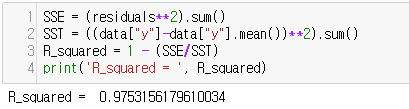 1 SSE = (residuals**2).sum()
2 SST = ((data["y"]-data["y"].mean())**2).sum()
3 R_squared = 1 - (SSE/SST)
4 print('R_squared = ', R_squared)
R_squared =  0.9753156179610034